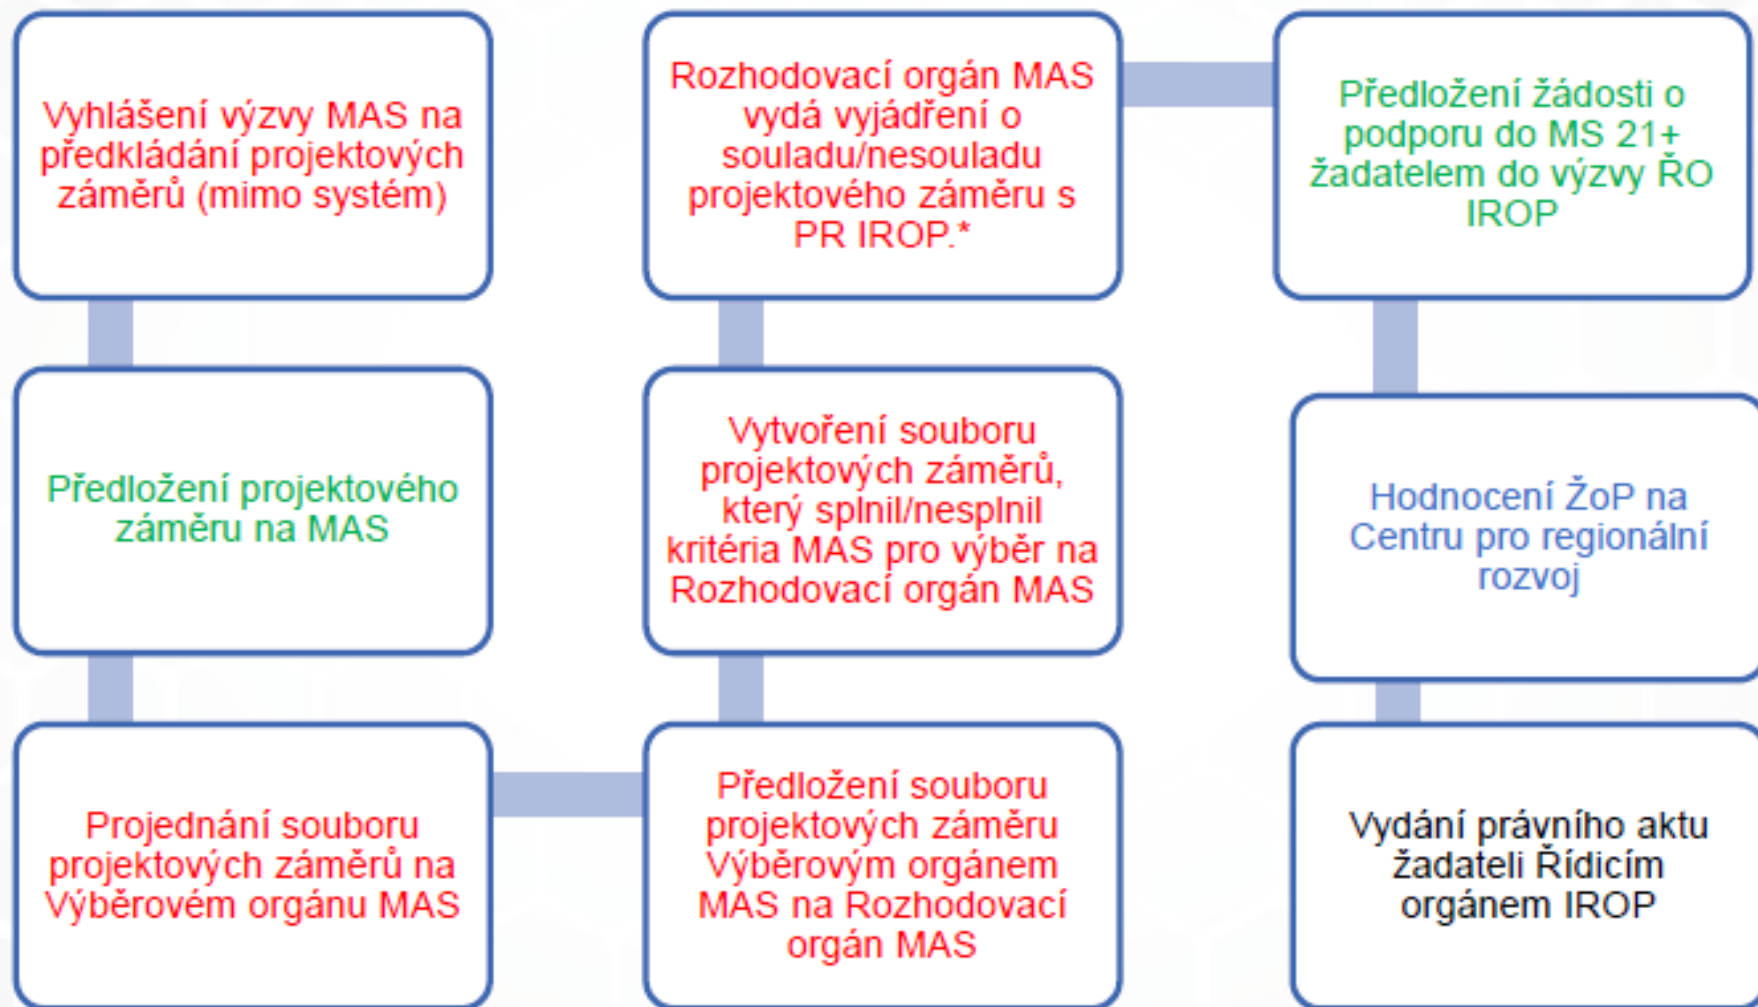 Vyhlášení výzvy MAS na
předkládání projektových
záměrů (mimo systém)
Předložení projektového
záměru na MAS
Projednání souboru
projektových záměrů na
Výběrovém orgánu MAS
Předložení souboru
projektových záměru
Výběrovým orgánem
MAS na Rozhodovací
orgán MAS
Vytvoření souboru
projektových záměrů,
který splnil/nesplnil
kritéria MAS pro výběr na
Rozhodovací orgán MAS
Rozhodovací orgán MAS
vydá vyjádření o
souladu/nesouladu
projektového záměru s
PR IROP.*
Předložení žádosti o
podporu do MS 21+
žadatelem do výzvy ŘO
IROP
Hodnocení ŽoP na
Centru pro regionální
rozvoj
Vydání právního aktu
žadateli Řídicím
orgánem IROP